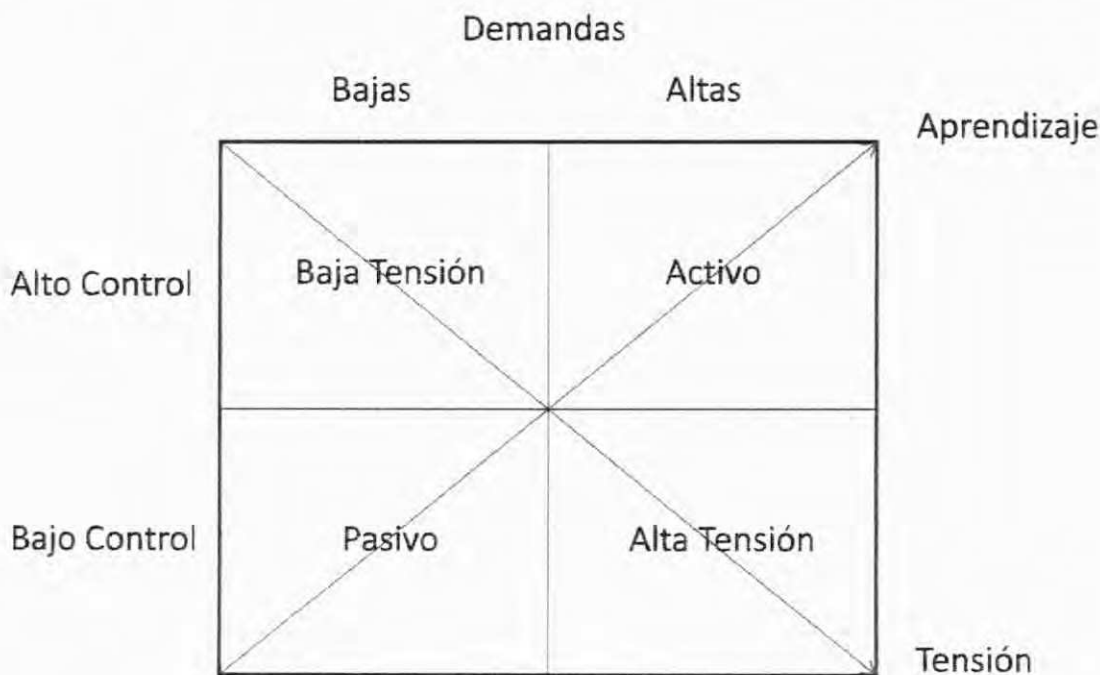 Demandas
Bajas Altas
Aprendizaje
Alto Control Baja Tensión Activo
Bajo Control Pasivo Alta Tensión
Tensión